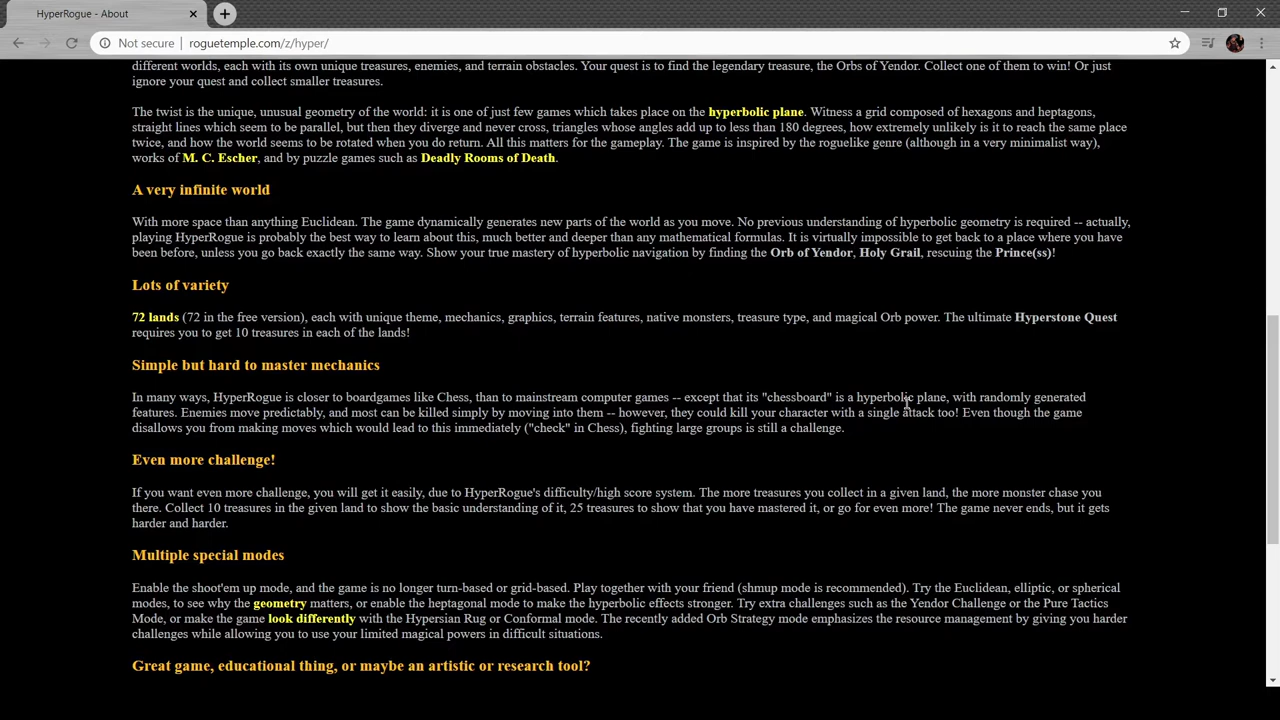 HyperRogue - About
Not secure
roguetemple.com/z/hyper/
different worlds, each with its own unique treasures, enemies, and terrain obstacles. Your quest is to find the legendary treasure, the Orbs of Yendor. Collect one of them to win! Or just
ignore your quest and collect smaller treasures.
The twist is the unique, unusual geometry of the world: it is one of just few games which takes place on the hyperbolic plane. Witness a grid composed of hexagons and heptagons,
straight lines which seem to be parallel, but then they diverge and never cross, triangles whose angles add up to less than 180 degrees, how extremely unlikely is it to reach the same place
twice, and how the world seems to be rotated when you do return. All this matters for the gameplay. The game is inspired by the roguelike genre (although in a very minimalist way),
works of M. C. Escher, and by puzzle games such as Deadly Rooms of Death.
A very infinite world
With more space than anything Euclidean. The game dynamically generates new parts of the world as you move. No previous understanding of hyperbolic geometry is required -- actually,
playing HyperRogue is probably the best way to learn about this, much better and deeper than any mathematical formulas. It is virtually impossible to get back to a place where you have
been before, unless you go back exactly the same way. Show your true mastery of hyperbolic navigation by finding the Orb of Yendor, Holy Grail, rescuing the Prince(ss)!
Lots of variety
72 lands (72 in the free version), each with unique theme, mechanics, graphics, terrain features, native monsters, treasure type, and magical Orb power. The ultimate Hyperstone Quest
requires you to get 10 treasures in each of the lands!
Simple but hard to master mechanics
In many ways, HyperRogue is closer to boardgames like Chess, than to mainstream computer games -- except that its "chessboard" is a hyperbolic plane, with randomly generated
features. Enemies move predictably, and most can be killed simply by moving into them -- however, they could kill your character with a single attack too! Even though the game
disallows you from making moves which would lead to this immediately ("check" in Chess), fighting large groups is still a challenge.
Even more challenge!
If you want even more challenge, you will get it easily, due to HyperRogue's difficulty/high score system. The more treasures you collect in a given land, the more monster chase you
there. Collect 10 treasures in the given land to show the basic understanding of it, 25 treasures to show that you have mastered it, or go for even more! The game never ends, but it gets
harder and harder.
Multiple special modes
Enable the shoot'em up mode, and the game is no longer turn-based or grid-based. Play together with your friend (shmup mode is recommended). Try the Euclidean, elliptic, or spherical
modes, to see why the geometry matters, or enable the heptagonal mode to make the hyperbolic effects stronger. Try extra challenges such as the Yendor Challenge or the Pure Tactics
Mode, or make the game look differently with the Hypersian Rug or Conformal mode. The recently added Orb Strategy mode emphasizes the resource management by giving you harder
challenges while allowing you to use your limited magical powers in difficult situations.
Great game, educational thing, or maybe an artistic or research tool?